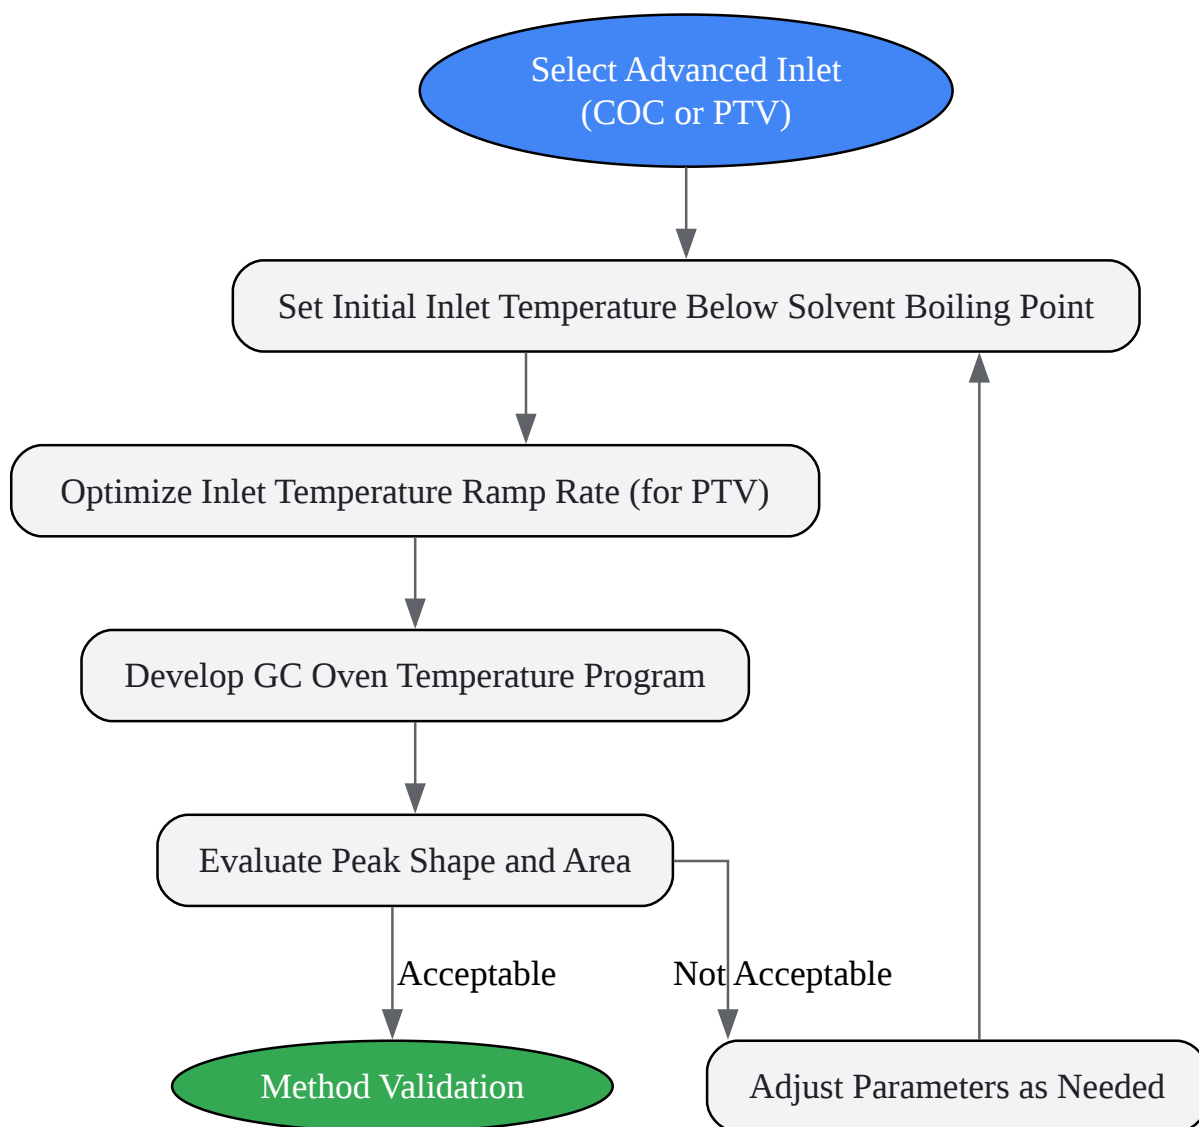 Select Advanced Inlet
(COC or PTV)
Set Initial Inlet Temperature Below Solvent Boiling Point
Optimize Inlet Temperature Ramp Rate (for PTV)
Develop GC Oven Temperature Program
Evaluate Peak Shape and Area
Acceptable
Not Acceptable
Method Validation
Adjust Parameters as Needed